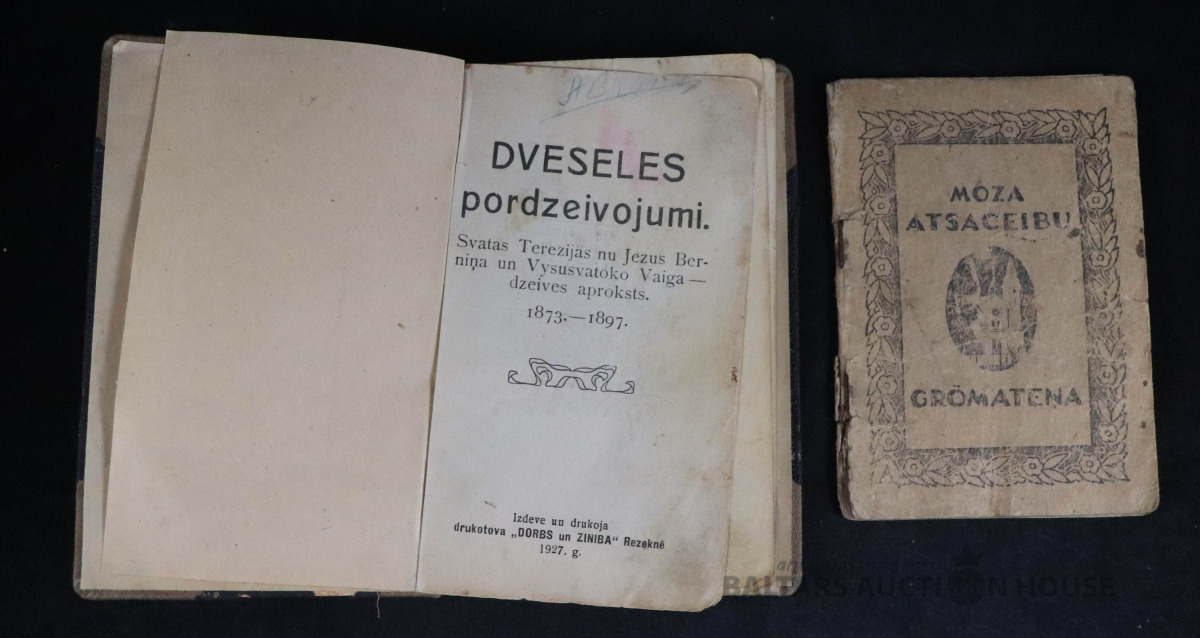 DVESELES
pordzeivojumi.
Svatas Terezijas nu Jezus Ber-
niņa un Vysusvatoko Vaiga —
dzeives aproksts.
1873.—1897.
Izdeve un drukoja
drukotova „DORBS un ZINIBA“ Rezeknē
1927. g.
MÓZA
ATSACEIBU
GRÓMATEŅA
BALTARS AUCTION HOUSE